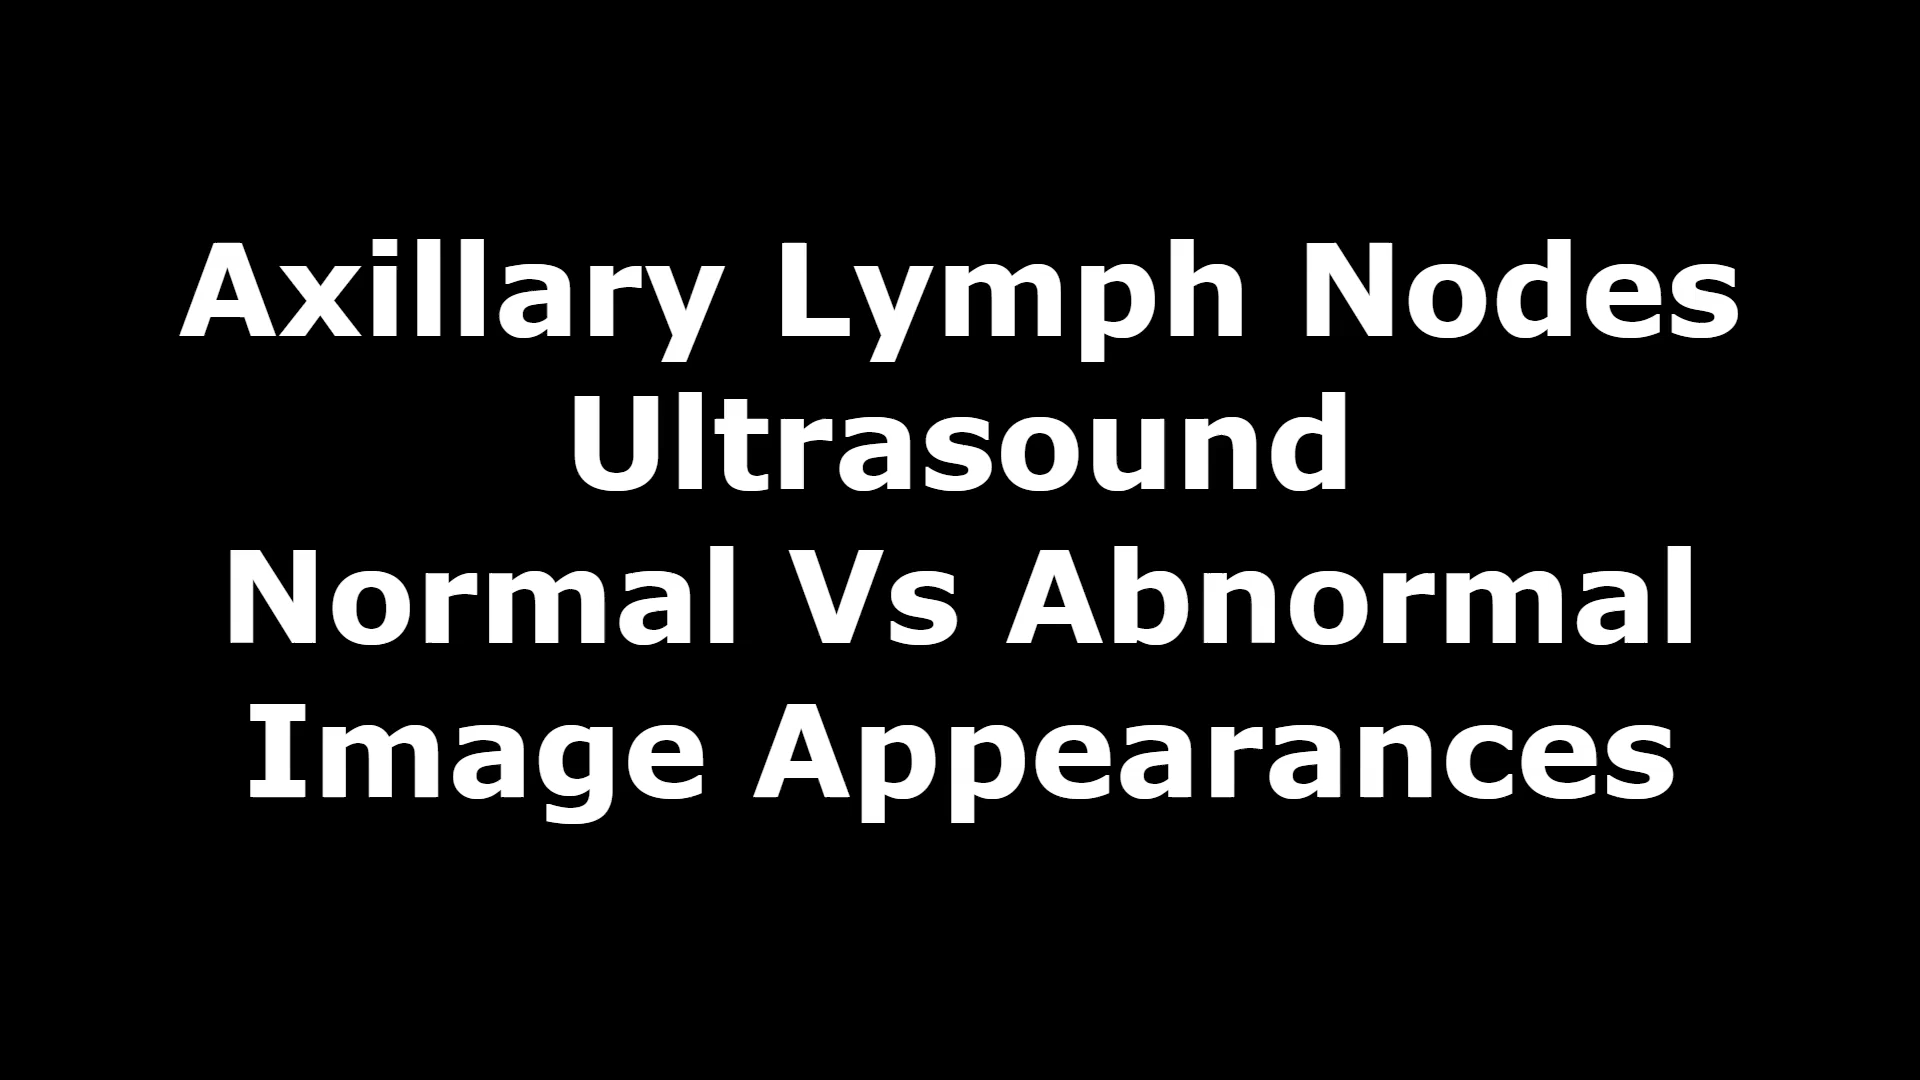 Axillary Lymph Nodes
Ultrasound
Normal Vs Abnormal
Image Appearances